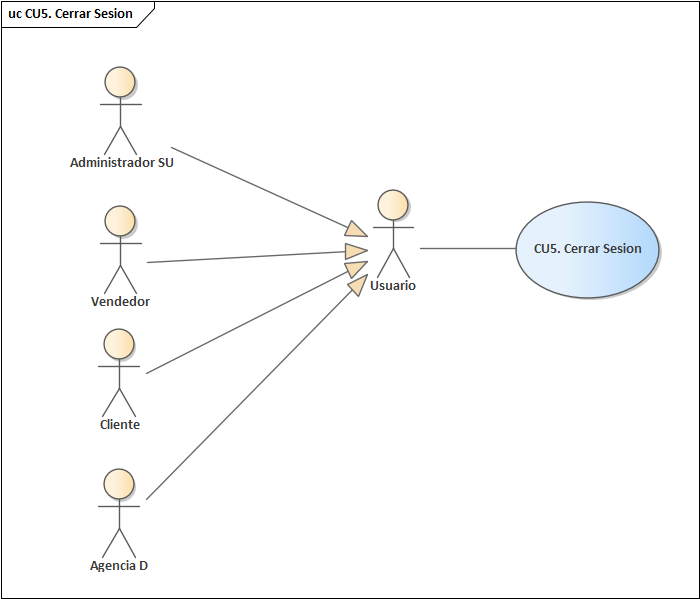 uc CU5. Cerrar Sesion
Administrador SU
Vendedor
Usuario
CU5. Cerrar Sesion
Cliente
Agencia D